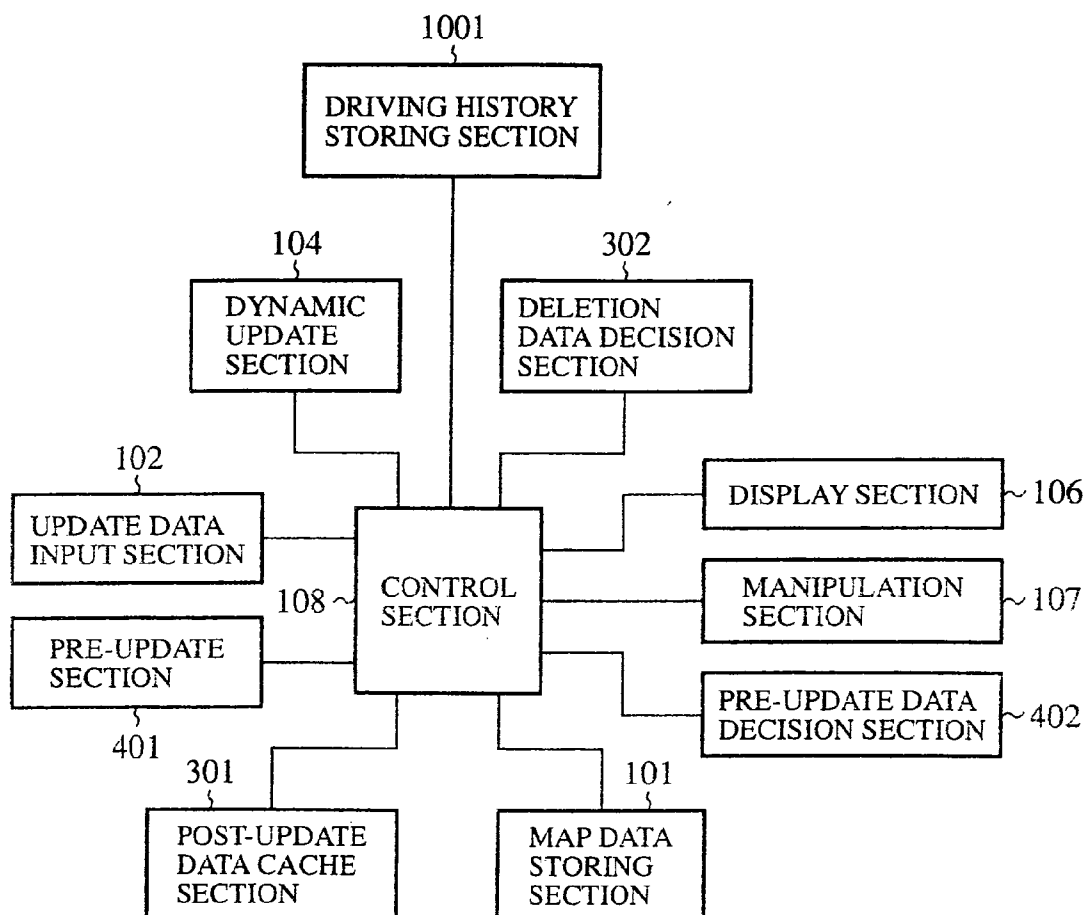 1001
DRIVING HISTORY
STORING SECTION
104
302
DYNAMIC
UPDATE
SECTION
DELETION
DATA DECISION
SECTION
102
UPDATE DATA
INPUT SECTION
DISPLAY SECTION
106
108
CONTROL
SECTION
MANIPULATION
SECTION
107
PRE-UPDATE
SECTION
401
PRE-UPDATE DATA
DECISION SECTION
402
301
101
POST-UPDATE
DATA CACHE
SECTION
MAP DATA
STORING
SECTION